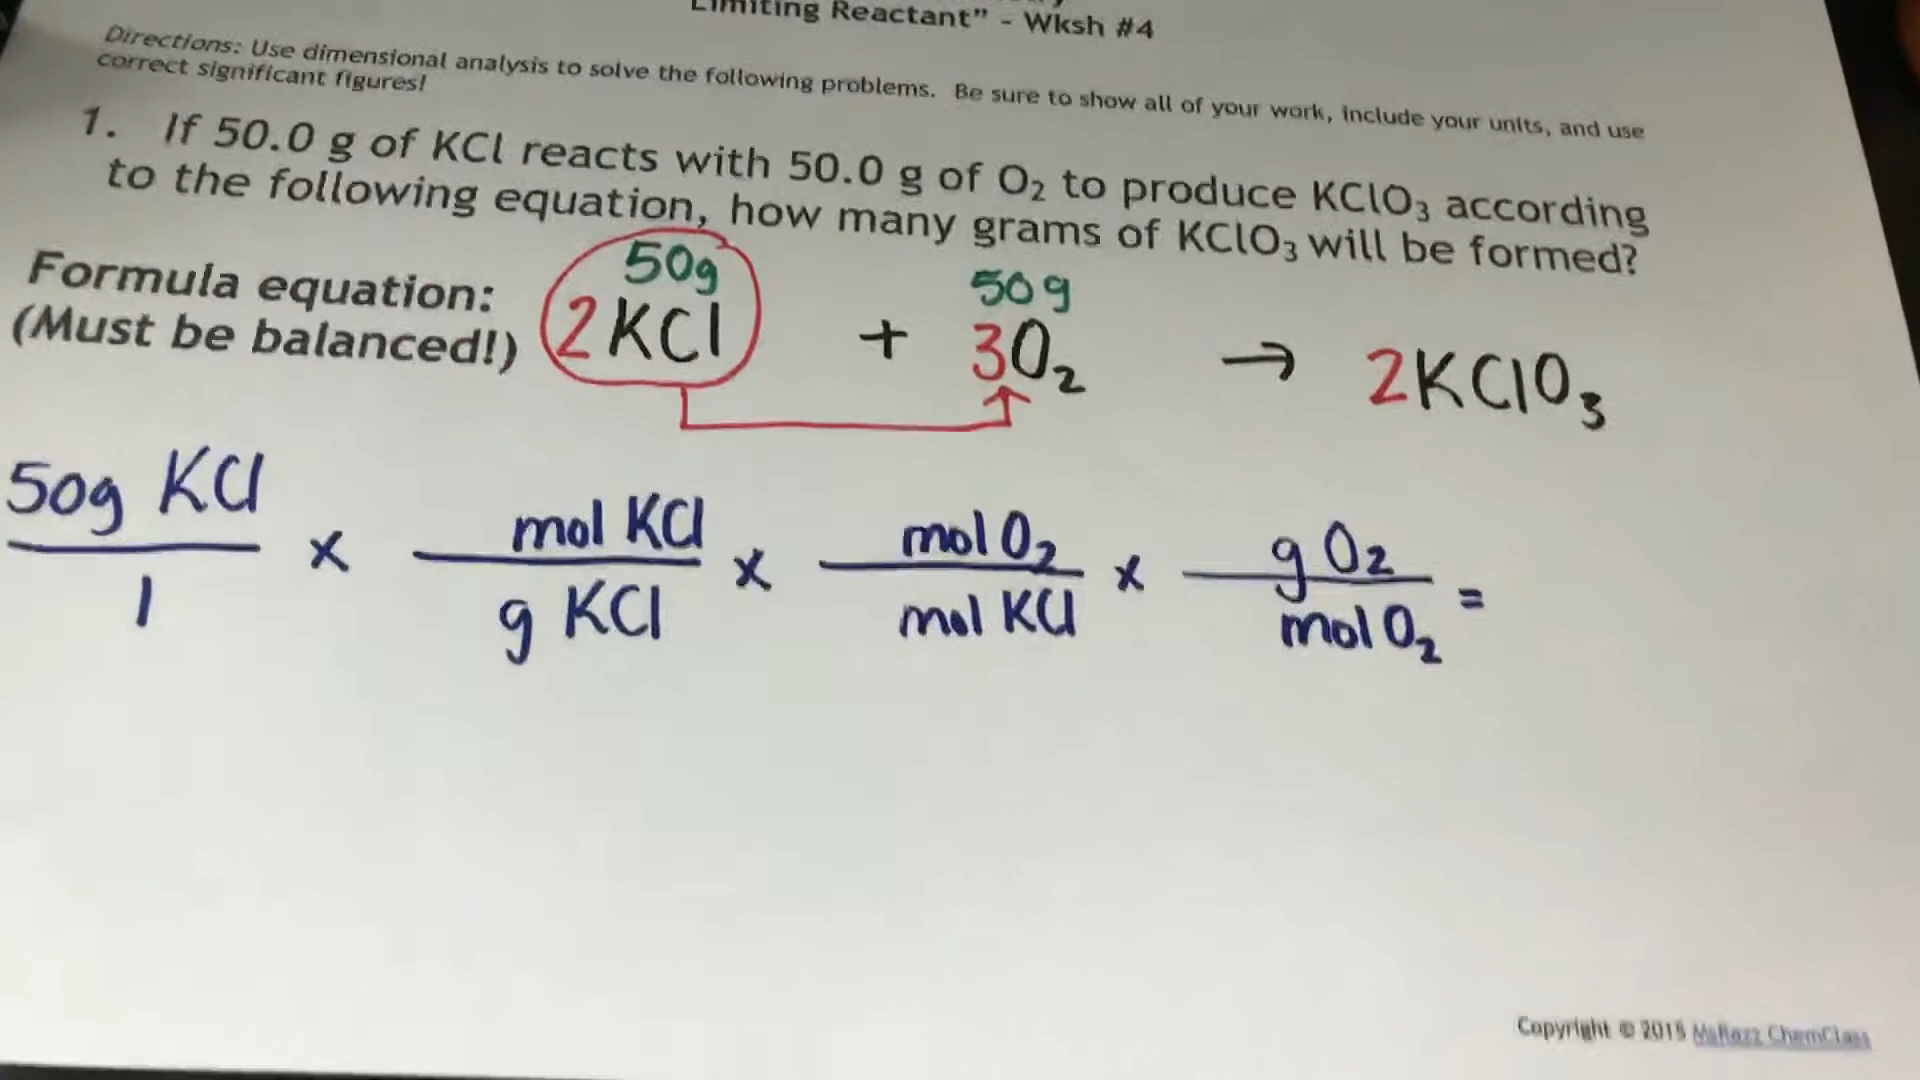 Limiting Reactant” - Wksh #4
Directions: Use dimensional analysis to solve the following problems. Be sure to show all of your work, include your units, and use
correct significant figures!
1. If 50.0 g of KCl reacts with 50.0 g of O₂ to produce KClO₃ according
to the following equation, how many grams of KClO₃ will be formed?
50g 50g
Formula equation: 2KCl + 3O₂ → 2KClO₃
(Must be balanced!)
50g KCl x mol KCl x mol O₂ x g O₂ =
1 g KCl mol KCl mol O₂
Copyright © 2015 MsRazz ChemClass